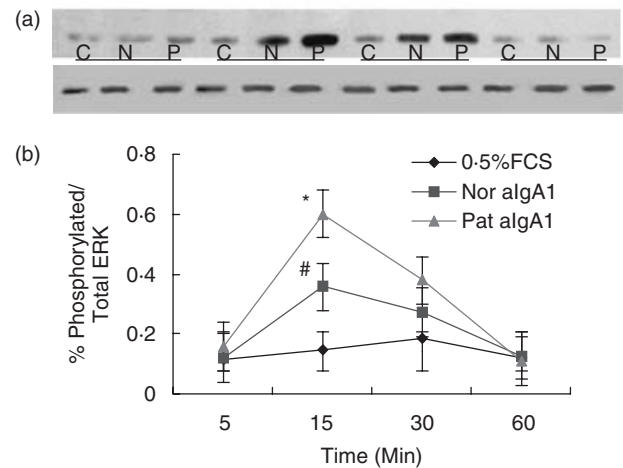 (a)
C N P C N P C N P C N P
(b)
0·8
0·6
0·4
0·2
0
% Phosphorylated/
Total ERK
*
#
0·5%FCS
Nor aIgA1
Pat aIgA1
5 15 30 60
Time (Min)